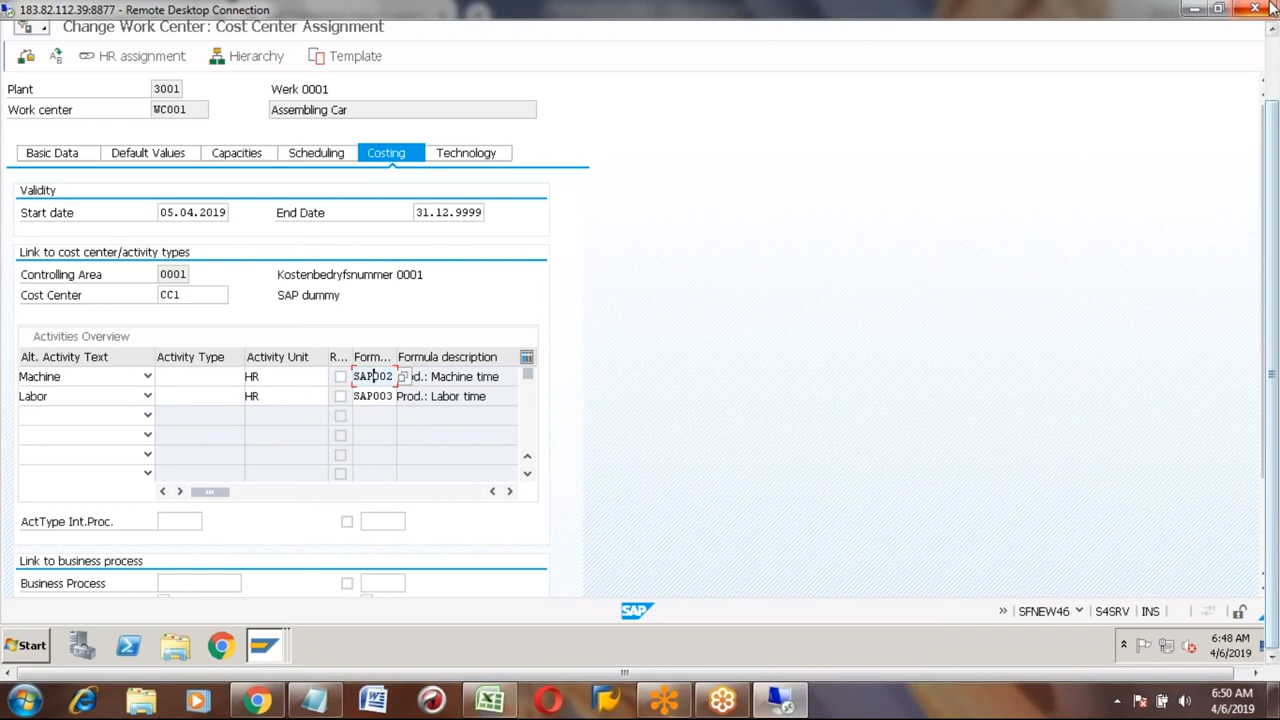 183.82.112.39:8877 - Remote Desktop Connection
Change Work Center: Cost Center Assignment
HR assignment Hierarchy Template
Plant 3001 Werk 0001
Work center WC001 Assembling Car
Basic Data Default Values Capacities Scheduling Costing Technology
Validity
Start date 05.04.2019 End Date 31.12.9999
Link to cost center/activity types
Controlling Area 0001 Kostenbedryfsnummer 0001
Cost Center CC1 SAP dummy
Activities Overview
Alt. Activity Text Activity Type Activity Unit R... Form... Formula description
Machine HR SAP002 od.: Machine time
Labor HR SAP003 Prod.: Labor time
ActType Int.Proc.
Link to business process
Business Process
SAP SFNEW46 S4SRV INS
Start 6:48 AM
4/6/2019
6:50 AM
4/6/2019